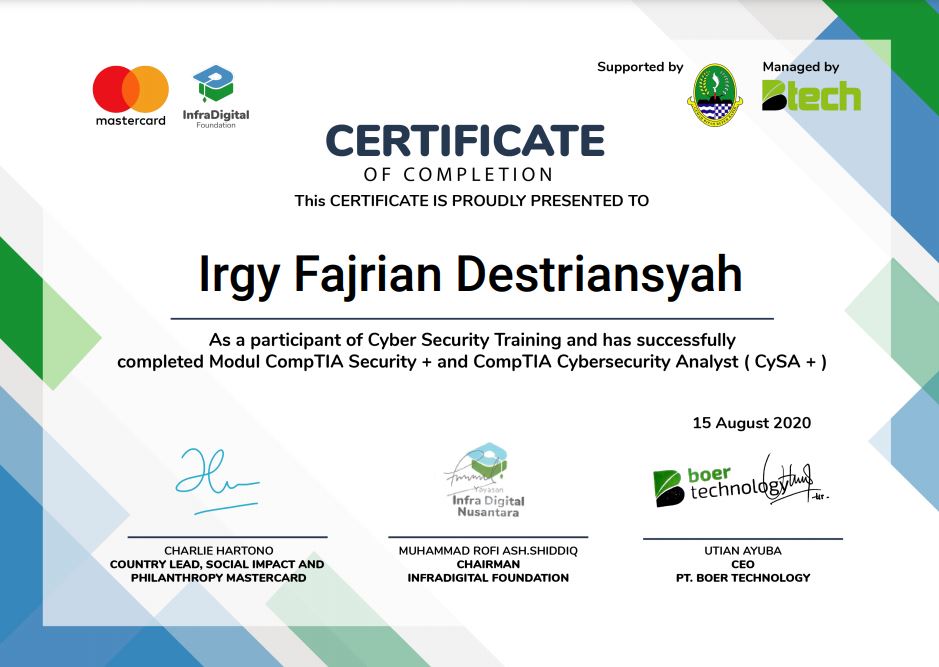 mastercard
InfraDigital
Foundation
Supported by
Managed by
Btech
CERTIFICATE
OF COMPLETION
This CERTIFICATE IS PROUDLY PRESENTED TO
Irgy Fajrian Destriansyah
As a participant of Cyber Security Training and has successfully
completed Modul CompTIA Security + and CompTIA Cybersecurity Analyst ( CySA + )
15 August 2020
Yayasan
Infra Digital
Nusantara
boer
technology
CHARLIE HARTONO
COUNTRY LEAD, SOCIAL IMPACT AND
PHILANTHROPY MASTERCARD
MUHAMMAD ROFI ASH.SHIDDIQ
CHAIRMAN
INFRADIGITAL FOUNDATION
UTIAN AYUBA
CEO
PT. BOER TECHNOLOGY